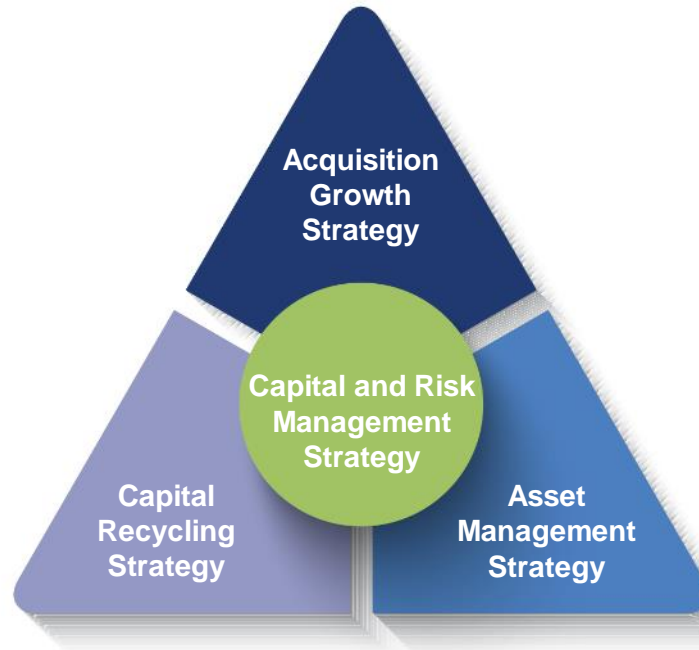 Acquisition
Growth
Strategy
Capital and Risk
Management
Strategy
Capital
Recycling
Strategy
Asset
Management
Strategy